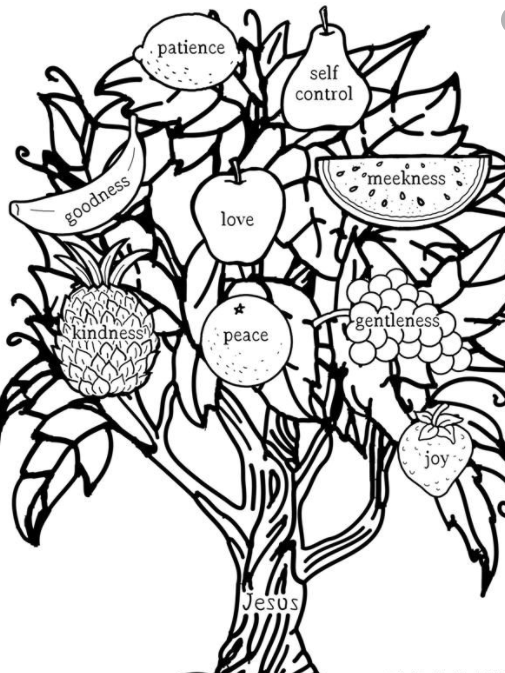 patience
self
control
goodness
love
meekness
kindness
peace
gentleness
joy
Jesus